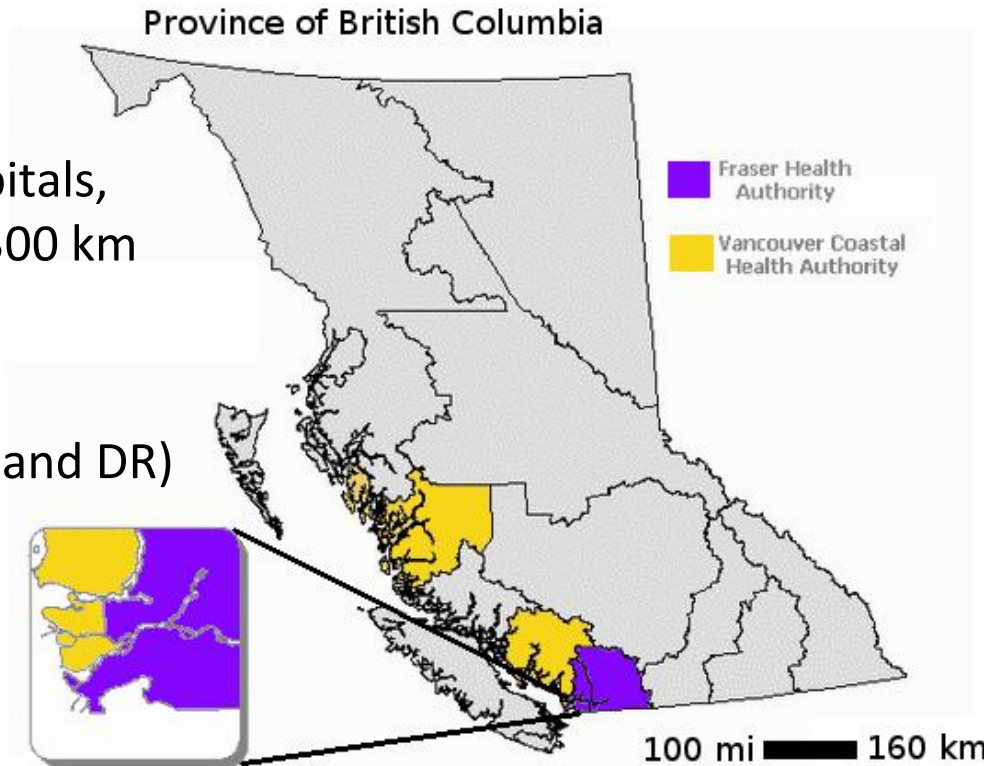 Province of British Columbia
pitals,
300 km
Fraser Health
Authority
Vancouver Coastal
Health Authority
and DR)
100 mi 160 km